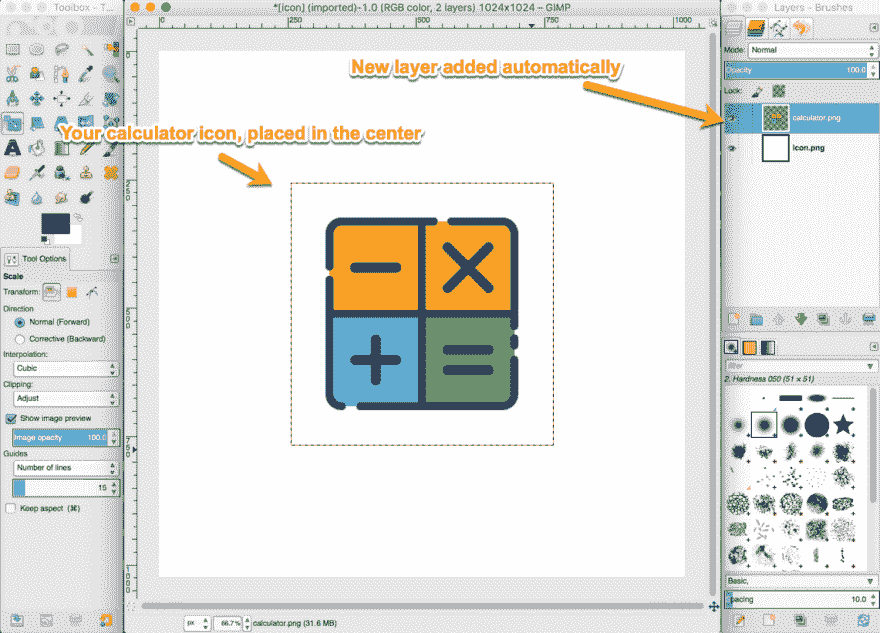 Toolbox - T...
*[icon] (imported)-1.0 (RGB color, 2 layers) 1024x1024 – GIMP
Layers - Brushes
0
250
500
750
1000
New layer added automatically
Your calculator icon, placed in the center
Mode: Normal
Opacity 100.0
Lock:
calculator.png
icon.png
Tool Options
Scale
Transform:
Direction
Normal (Forward)
Corrective (Backward)
Interpolation:
Cubic
Clipping:
Adjust
Show image preview
Image opacity 100.0
Guides
Number of lines
15
Keep aspect (⌘)
filter
2. Hardness 050 (51 x 51)
Basic,
Spacing 10.0
px
66.7%
calculator.png (31.6 MB)